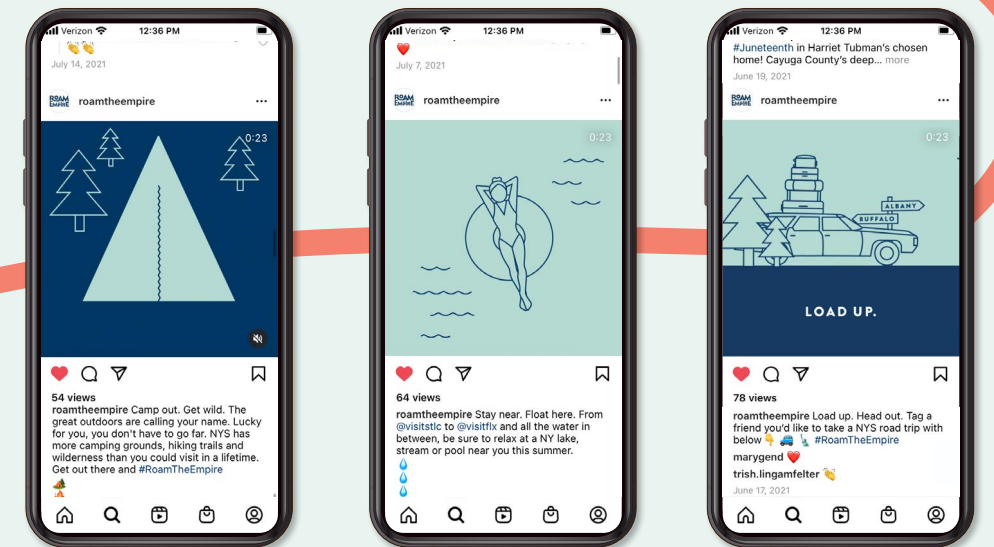 Verizon 12:36 PM
July 14, 2021
ROAM
EMPIRE
roamtheempire
0:23
54 views
roamtheempire Camp out. Get wild. The
great outdoors are calling your name. Lucky
for you, you don't have to go far. NYS has
more camping grounds, hiking trails and
wilderness than you could visit in a lifetime.
Get out there and #RoamTheEmpire
Verizon 12:36 PM
July 7, 2021
ROAM
EMPIRE
roamtheempire
0:23
64 views
roamtheempire Stay near. Float here. From
@visitstlc to @visitflx and all the water in
between, be sure to relax at a NY lake,
stream or pool near you this summer.
Verizon 12:36 PM
#Juneteenth in Harriet Tubman's chosen
home! Cayuga County's deep... more
June 19, 2021
ROAM
EMPIRE
roamtheempire
0:23
ALBANY
BUFFALO
LOAD UP.
78 views
roamtheempire Load up. Head out. Tag a
friend you'd like to take a NYS road trip with
below 👇 🚙 🗽 #RoamTheEmpire
marygend ❤️
trish.lingamfelter 👏
June 17, 2021